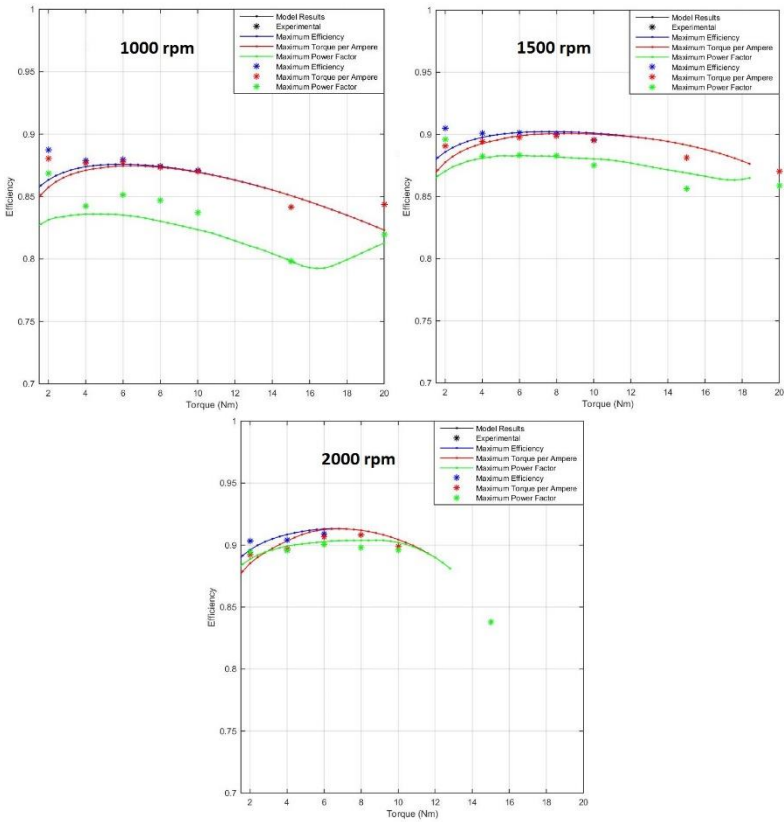 1000 rpm
Model Results
Experimental
Maximum Efficiency
Maximum Torque per Ampere
Maximum Power Factor
Maximum Efficiency
Maximum Torque per Ampere
Maximum Power Factor
1
0.95
0.9
0.85
0.8
0.75
0.7
Efficiency
2 4 6 8 10 12 14 16 18 20
Torque (Nm)
1500 rpm
Model Results
Experimental
Maximum Efficiency
Maximum Torque per Ampere
Maximum Power Factor
Maximum Efficiency
Maximum Torque per Ampere
Maximum Power Factor
1
0.95
0.9
0.85
0.8
0.75
0.7
Efficiency
2 4 6 8 10 12 14 16 18 20
Torque (Nm)
2000 rpm
Model Results
Experimental
Maximum Efficiency
Maximum Torque per Ampere
Maximum Power Factor
Maximum Efficiency
Maximum Torque per Ampere
Maximum Power Factor
1
0.95
0.9
0.85
0.8
0.75
0.7
Efficiency
2 4 6 8 10 12 14 16 18 20
Torque (Nm)